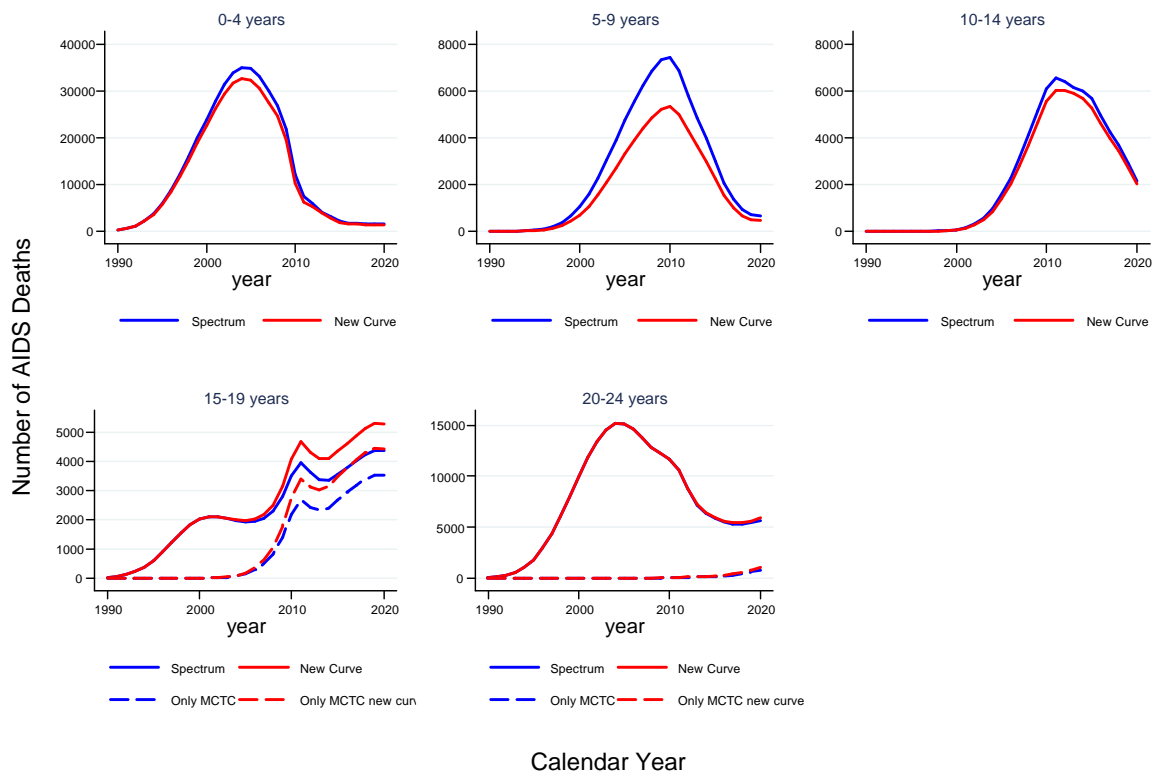 Number of AIDS Deaths
0-4 years
40000
30000
20000
10000
0
1990
2000
2010
2020
year
Spectrum
New Curve
5-9 years
8000
6000
4000
2000
0
1990
2000
2010
2020
year
Spectrum
New Curve
10-14 years
8000
6000
4000
2000
0
1990
2000
2010
2020
year
Spectrum
New Curve
15-19 years
5000
4000
3000
2000
1000
0
1990
2000
2010
2020
year
Spectrum
New Curve
Only MCTC
Only MCTC new curv
20-24 years
15000
10000
5000
0
1990
2000
2010
2020
year
Spectrum
New Curve
Only MCTC
Only MCTC new curve
Calendar Year